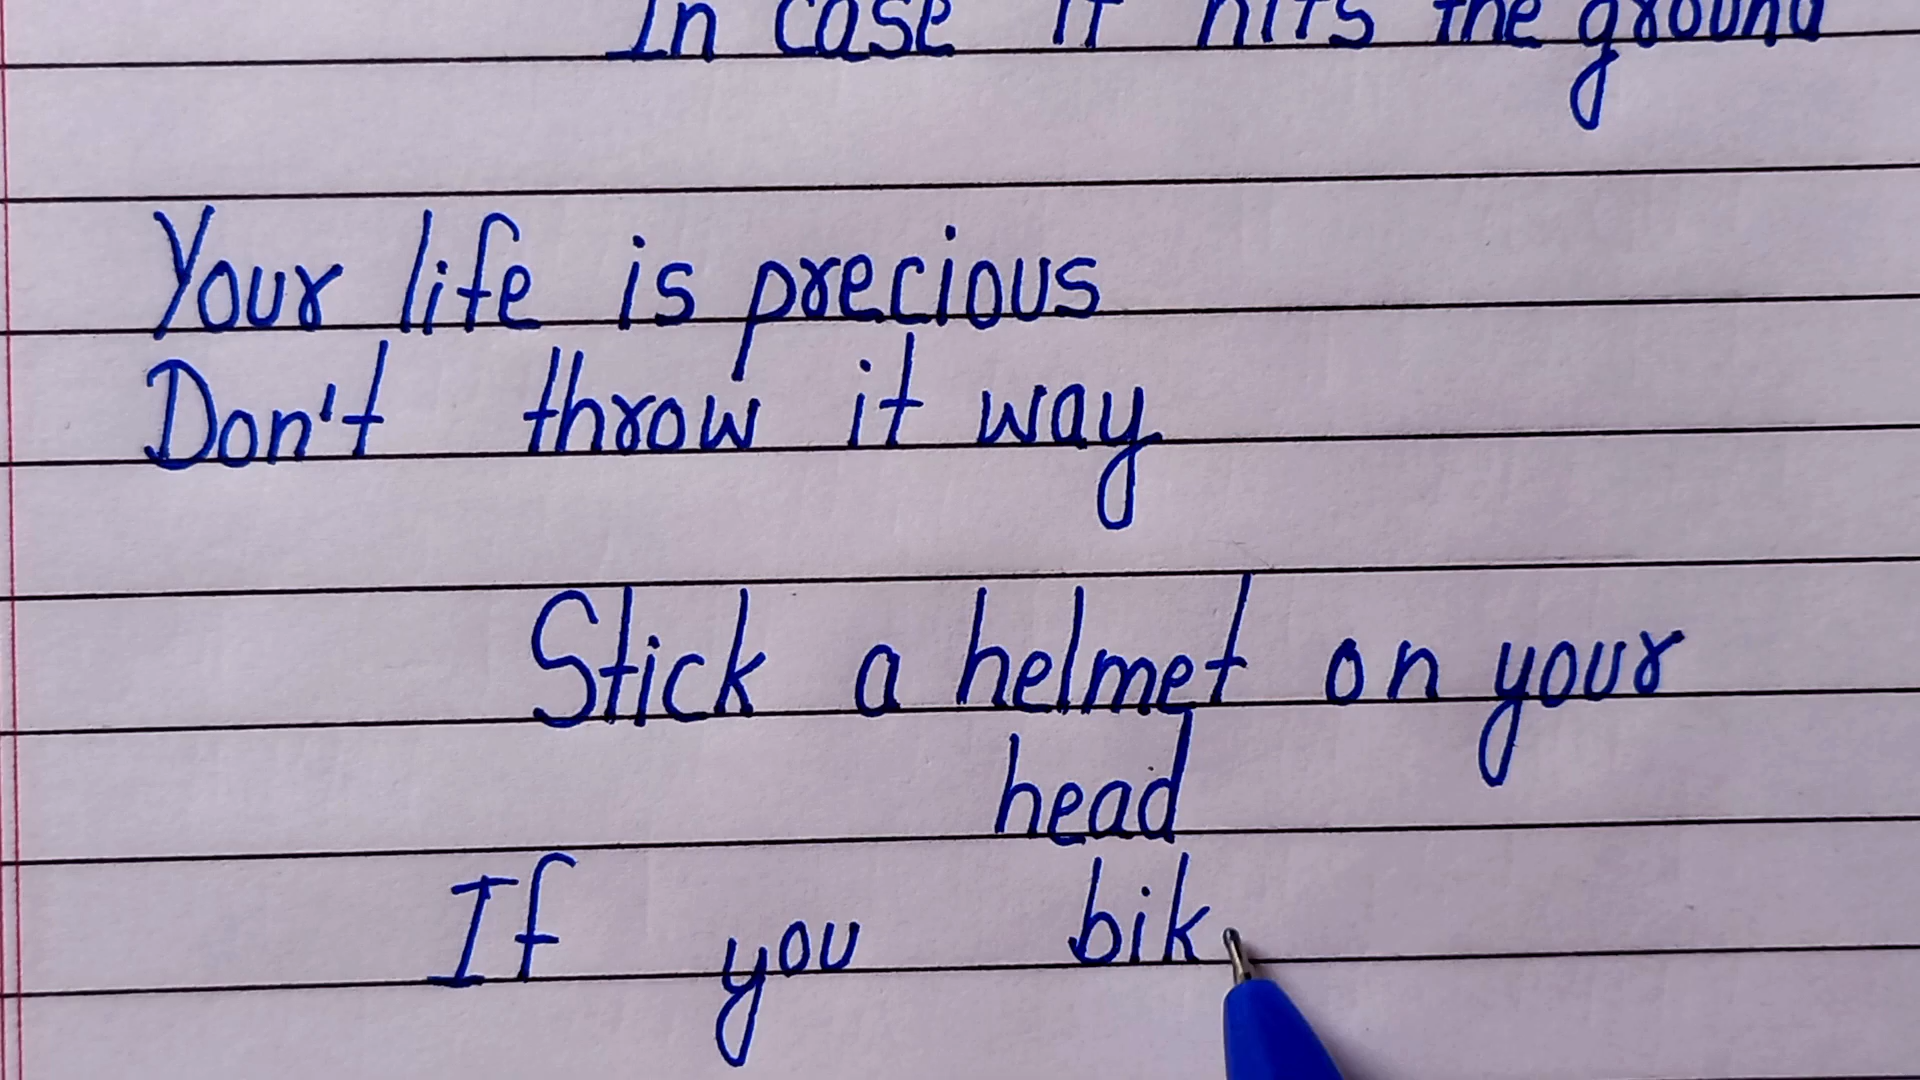 In case it hits the ground
Your life is precious
Don't throw it way
Stick a helmet on your
head
If you bik